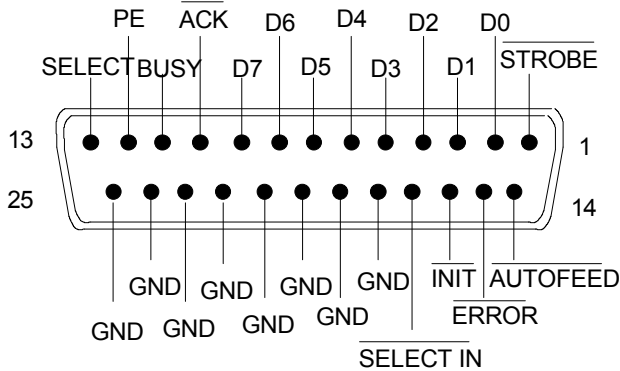 PE ACK D6 D4 D2 D0
SELECT BUSY D7 D5 D3 D1 STROBE
13 1
25 14
GND GND GND GND INIT AUTOFEED
GND GND GND GND ERROR
SELECT IN